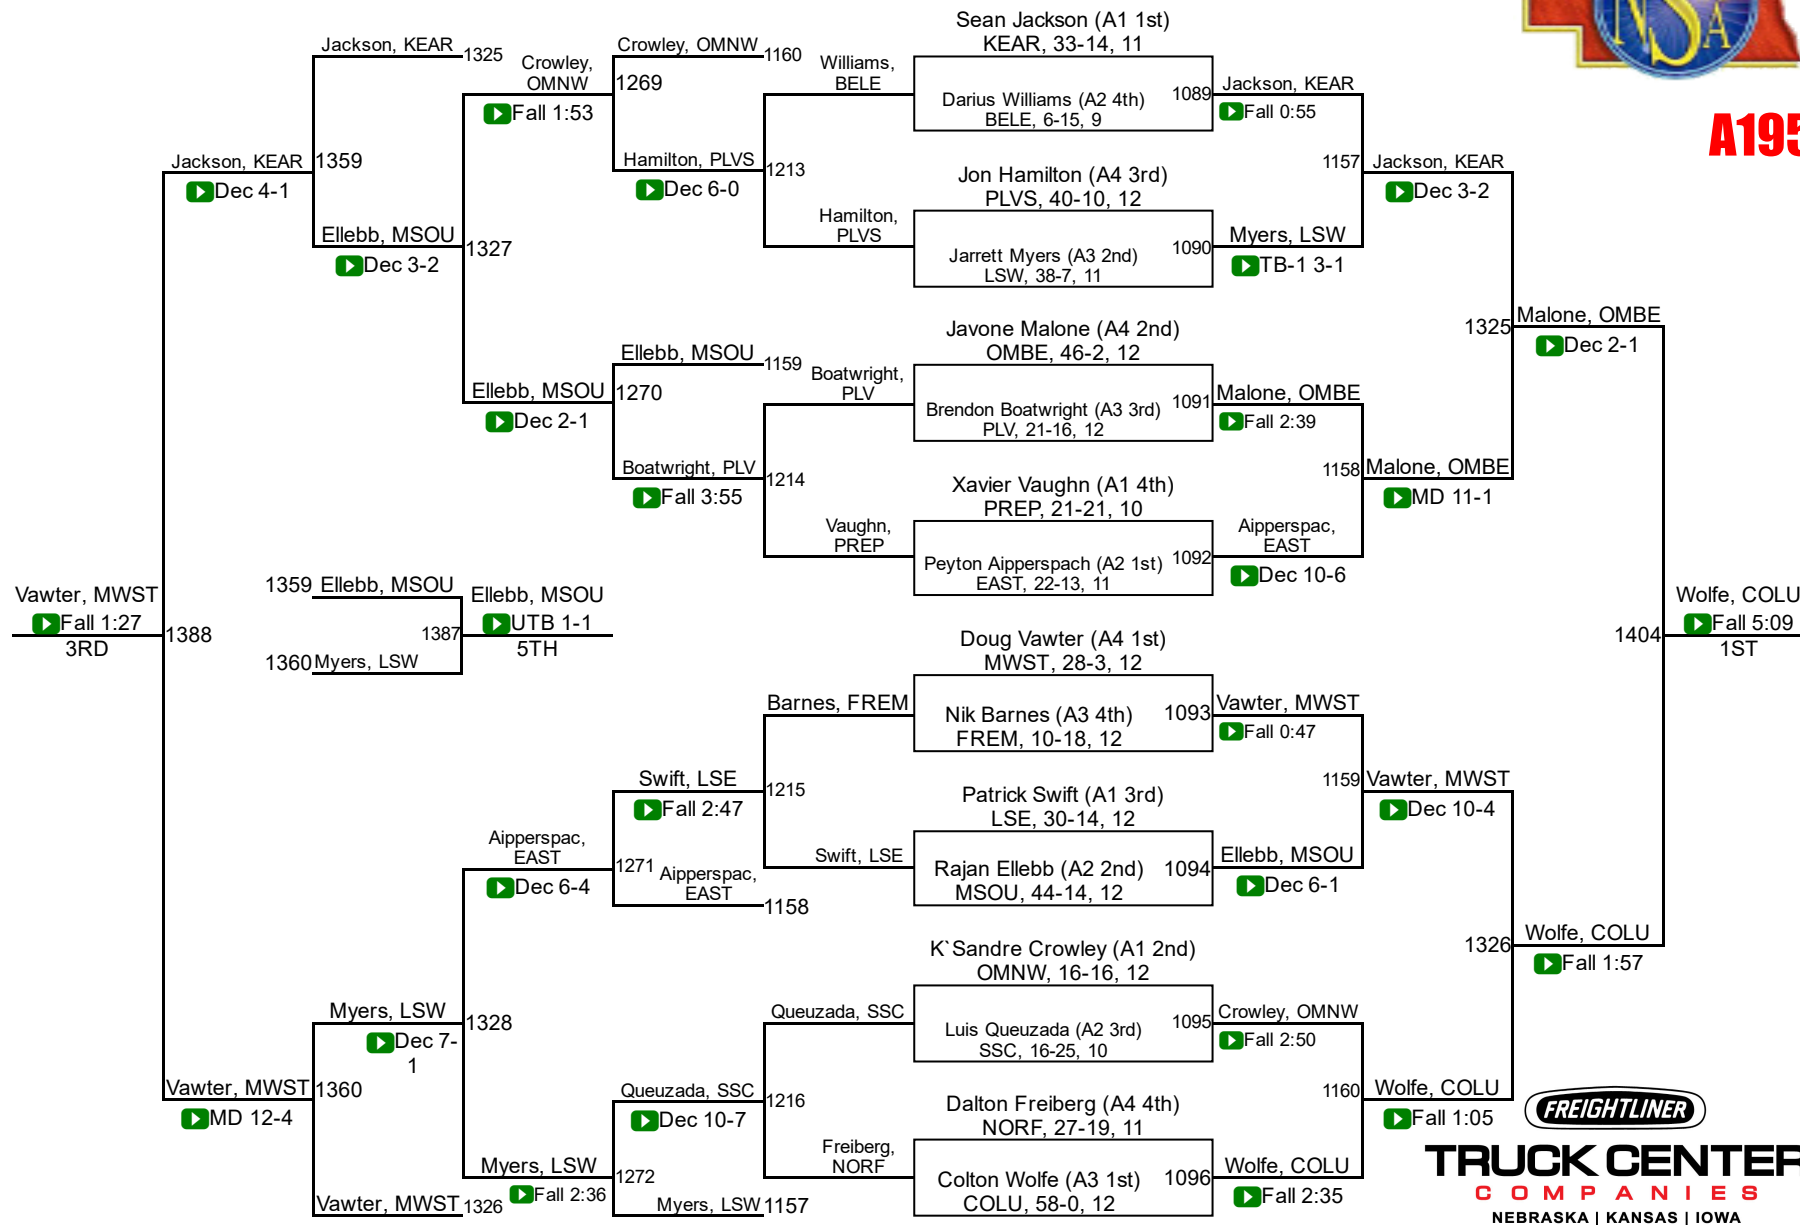 NSA
A195
Sean Jackson (A1 1st)
KEAR, 33-14, 11
Darius Williams (A2 4th)
BELE, 6-15, 9
1089
Jon Hamilton (A4 3rd)
PLVS, 40-10, 12
Jarrett Myers (A3 2nd)
LSW, 38-7, 11
1090
Javone Malone (A4 2nd)
OMBE, 46-2, 12
Brendon Boatwright (A3 3rd)
PLV, 21-16, 12
1091
Xavier Vaughn (A1 4th)
PREP, 21-21, 10
Peyton Aipperspach (A2 1st)
EAST, 22-13, 11
1092
Doug Vawter (A4 1st)
MWST, 28-3, 12
Nik Barnes (A3 4th)
FREM, 10-18, 12
1093
Patrick Swift (A1 3rd)
LSE, 30-14, 12
Rajan Ellebb (A2 2nd)
MSOU, 44-14, 12
1094
K`Sandre Crowley (A1 2nd)
OMNW, 16-16, 12
Luis Queuzada (A2 3rd)
SSC, 16-25, 10
1095
Dalton Freiberg (A4 4th)
NORF, 27-19, 11
Colton Wolfe (A3 1st)
COLU, 58-0, 12
1096
Jackson, KEAR
Fall 0:55
Myers, LSW
TB-1 3-1
1157
Malone, OMBE
Fall 2:39
Aipperspac,
EAST
Dec 10-6
1158
Vawter, MWST
Fall 0:47
Ellebb, MSOU
Dec 6-1
1159
Crowley, OMNW
Fall 2:50
Wolfe, COLU
Fall 2:35
1160
Jackson, KEAR
Dec 3-2
Malone, OMBE
MD 11-1
1325
Vawter, MWST
Dec 10-4
Wolfe, COLU
Fall 1:05
1326
Malone, OMBE
Dec 2-1
Wolfe, COLU
Fall 1:57
1404
Wolfe, COLU
Fall 5:09
1ST
Williams,
BELE
Hamilton,
PLVS
1213
Boatwright,
PLV
Vaughn,
PREP
1214
Barnes, FREM
Swift, LSE
1215
Queuzada, SSC
Freiberg,
NORF
1216
Crowley, OMNW
1160
Hamilton, PLVS
Dec 6-0
1269
Ellebb, MSOU
1159
Boatwright, PLV
Fall 3:55
1270
Swift, LSE
Fall 2:47
Aipperspac,
EAST
1158
1271
Queuzada, SSC
Dec 10-7
Myers, LSW
1157
1272
Crowley,
OMNW
Fall 1:53
Ellebb, MSOU
Dec 2-1
1327
Aipperspac,
EAST
Dec 6-4
Myers, LSW
Fall 2:36
1328
Jackson, KEAR
1325
Ellebb, MSOU
Dec 3-2
1359
Myers, LSW
Dec 7-
1
Vawter, MWST
1326
1360
Jackson, KEAR
Dec 4-1
Vawter, MWST
MD 12-4
1388
Vawter, MWST
Fall 1:27
3RD
1359 Ellebb, MSOU
1360 Myers, LSW
1387
Ellebb, MSOU
UTB 1-1
5TH
FREIGHTLINER
TRUCK CENTER
COMPANIES
NEBRASKA | KANSAS | IOWA